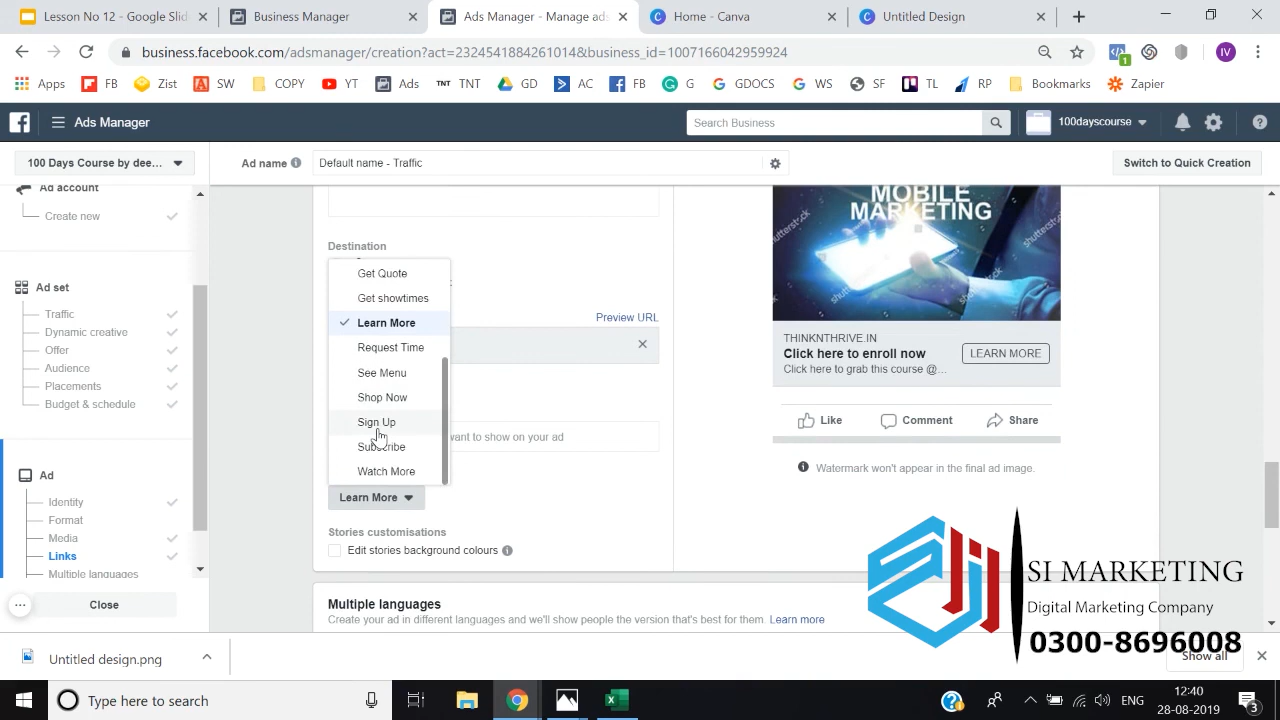 Lesson 12 - Google Slid
Business Manager
Ads Manager - Manage ads
Home - Canva
Untitled Design
business.facebook.com/adsmanager/creation?act=2324541884261014&business_id=1007166042959924
1
IV
Apps
FB
Zist
SW
COPY
YT
Ads
TNT
TNT
GD
AC
FB
G
GDOCS
WS
SF
TL
RP
Bookmarks
Zapier
Ads Manager
Search Business
100dayscourse
100 Days Course by dee...
Ad name
Default name - Traffic
Switch to Quick Creation
Ad account
Create new
Ad set
Traffic
Dynamic creative
Offer
Audience
Placements
Budget & schedule
Ad
Identity
Format
Media
Links
Multiple languages
Close
Destination
Get Quote
Get showtimes
Learn More
Request Time
See Menu
Shop Now
Sign Up
Subscribe
Watch More
Preview URL
want to show on your ad
Learn More
Stories customisations
Edit stories background colours
Multiple languages
Create your ad in different languages and we'll show people the version that's best for them. Learn more
MOBILE
MARKETING
shutterstock
THINKNTHRIVE.IN
Click here to enroll now
Click here to grab this course @...
LEARN MORE
Like
Comment
Share
Watermark won't appear in the final ad image.
SI MARKETING
Digital Marketing Company
0300-8696008
Untitled design.png
Show all
Type here to search
ENG
12:40
28-08-2019
3